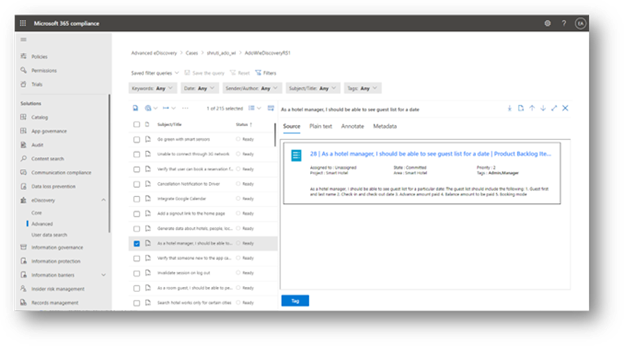 Microsoft 365 compliance
EA
Policies
Permissions
Trials
Solutions
Catalog
App governance
Audit
Content search
Communication compliance
Data loss prevention
eDiscovery
Core
Advanced
User data search
Information governance
Information protection
Information barriers
Insider risk management
Records management
Advanced eDiscovery > Cases > shruti_ado_wi >
Saved filter queries
Save the query
Reset
Filters
Keywords: Any
Date: Any
Sender/Author: Any
Subject/Title: Any
Tags: Any
1 of 215 selected
Subject/Title
Status
Go green with smart sensors
Ready
Unable to connect through 5G network
Ready
Verify that user can book a reservation f...
Ready
Cancellation notification to Driver
Ready
Integrate Google Calendar
Ready
Add a signout link to the home page
Ready
Generate data about hotels, people, loc...
Ready
As a hotel manager, I should be able to...
Ready
Verify that someone new to the app ca...
Ready
Invalidate session on log out
Ready
As a room guest / should be able to pe...
Ready
Search hotel works only for certain cities
Ready
As a hotel manager, I should be able to see guest list for a date
Source
Plain text
Annotate
Metadata
28 | As a hotel manager, I should be able to see guest list for a date | Product Backlog Ite...
Assigned to : Unassigned
State : Committed
Priority : 2
Project : Smart Hotel
Area : Smart Hotel
Tags : Admin;Manager
As a hotel manager, I should be able to see guest list for a particular date. The guest list should include the following: 1. Guest first
and last name 2. Check in and check out date 3. Advance amount paid 4. Balance amount to be paid 5. Booking mode
Tag